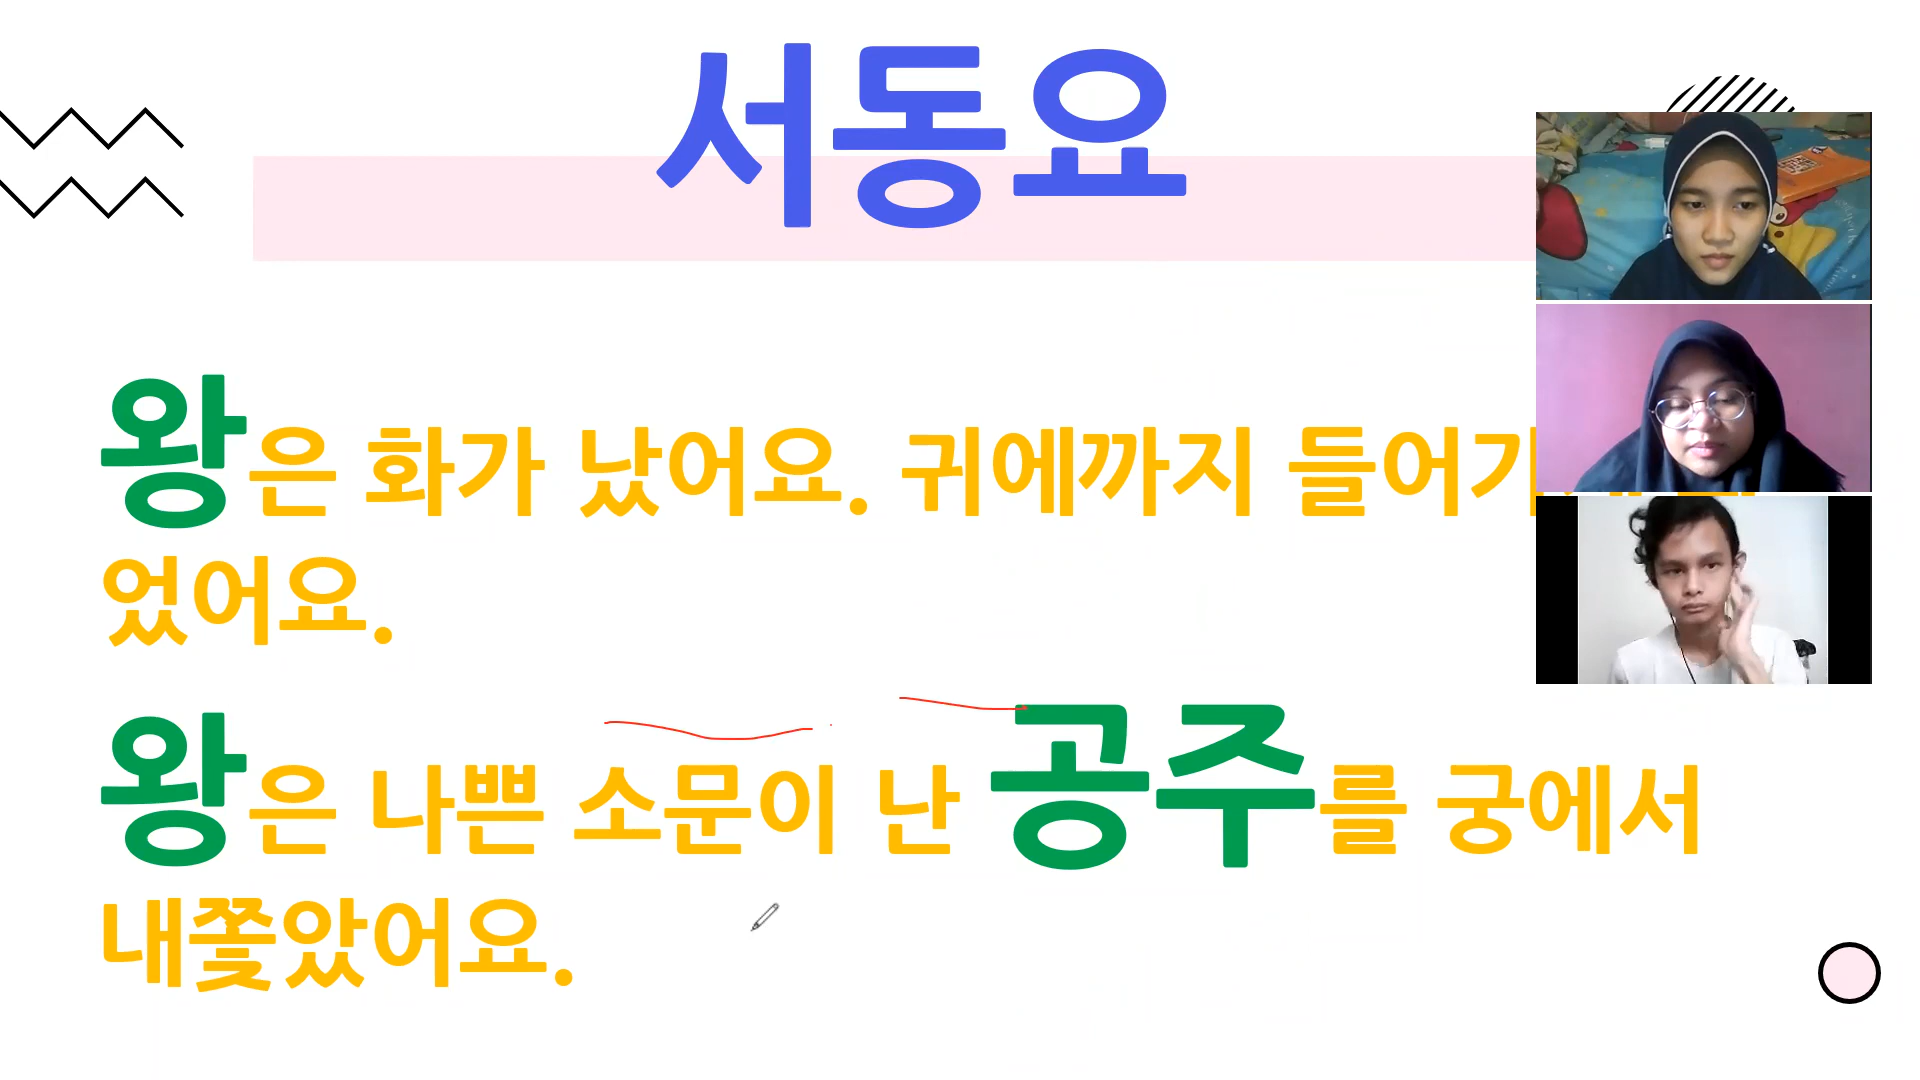 서동요
왕은 화가 났어요. 귀에까지 들어가
었어요.
왕은 나쁜 소문이 난 공주를 궁에서
내쫓았어요.